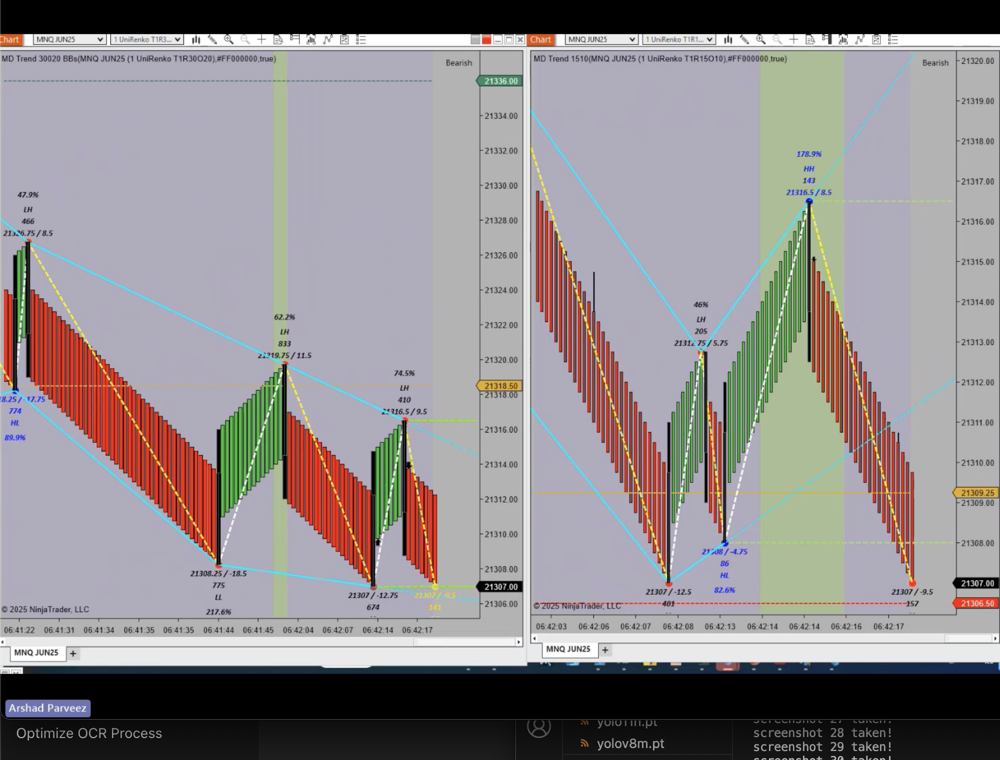 Chart
MNQ JUN25
1 UniRenko T1R3...
MD Trend 30020 BBs(MNQ JUN25 (1 UniRenko T1R30O20),#FF000000,true)
Bearish
21336.00
21334.00
21332.00
21330.00
21328.00
21326.00
21324.00
21322.00
21320.00
21318.50
21318.00
21316.00
21314.00
21312.00
21310.00
21308.00
21307.00
21306.00
47.9%
LH
466
21326.75 / 8.5
774
HL
89.9%
62.2%
LH
833
21319.75 / 11.5
74.5%
LH
410
21316.5 / 9.5
21308.25 / -18.5
775
LL
217.6%
21307 / -12.75
674
21307 / -9.5
141
© 2025 NinjaTrader, LLC
06:41:22
06:41:31
06:41:34
06:41:35
06:41:35
06:41:44
06:41:45
06:42:04
06:42:07
06:42:14
06:42:17
MNQ JUN25
+
Chart
MNQ JUN25
1 UniRenko T1R1...
MD Trend 1510(MNQ JUN25 (1 UniRenko T1R15O10),#FF000000,true)
Bearish
21320.00
21319.00
21318.00
21317.00
21316.00
21315.00
21314.00
21313.00
21312.00
21311.00
21310.00
21309.25
21309.00
21308.00
21307.00
21306.50
178.9%
HH
143
21316.5 / 8.5
46%
LH
205
21312.75 / 5.75
21308 / -4.75
86
HL
82.6%
21307 / -12.5
401
21307 / -9.5
157
© 2025 NinjaTrader, LLC
06:42:03
06:42:06
06:42:07
06:42:08
06:42:13
06:42:14
06:42:14
06:42:16
06:42:17
MNQ JUN25
+
Arshad Parveez
Optimize OCR Process
yolo11n.pt
yolov8m.pt
screenshot 27 taken!
screenshot 28 taken!
screenshot 29 taken!
screenshot 30 taken!